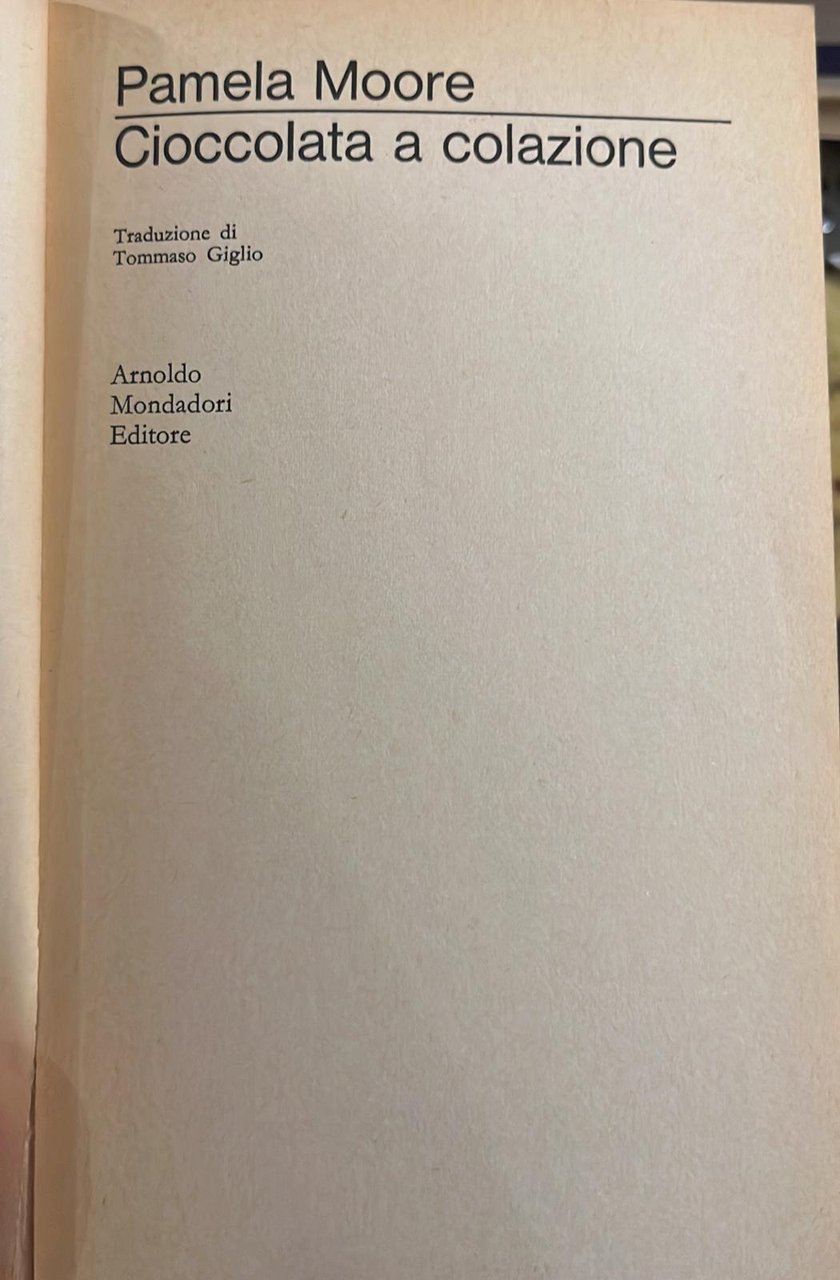 Pamela Moore
Cioccolata a colazione
Traduzione di
Tommaso Giglio
Arnoldo
Mondadori
Editore